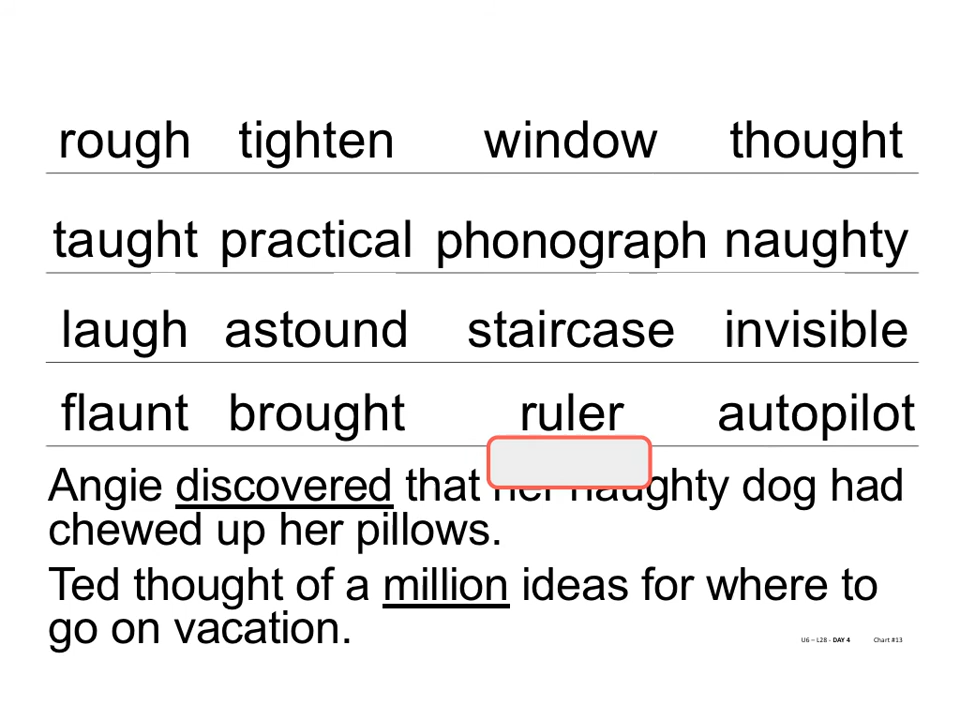 rough tighten window thought
taught practical phonograph naughty
laugh astound staircase invisible
flaunt brought ruler autopilot
Angie discovered that her naughty dog had
chewed up her pillows.
Ted thought of a million ideas for where to
go on vacation.
U6 – L28 - DAY 4 Chart #13